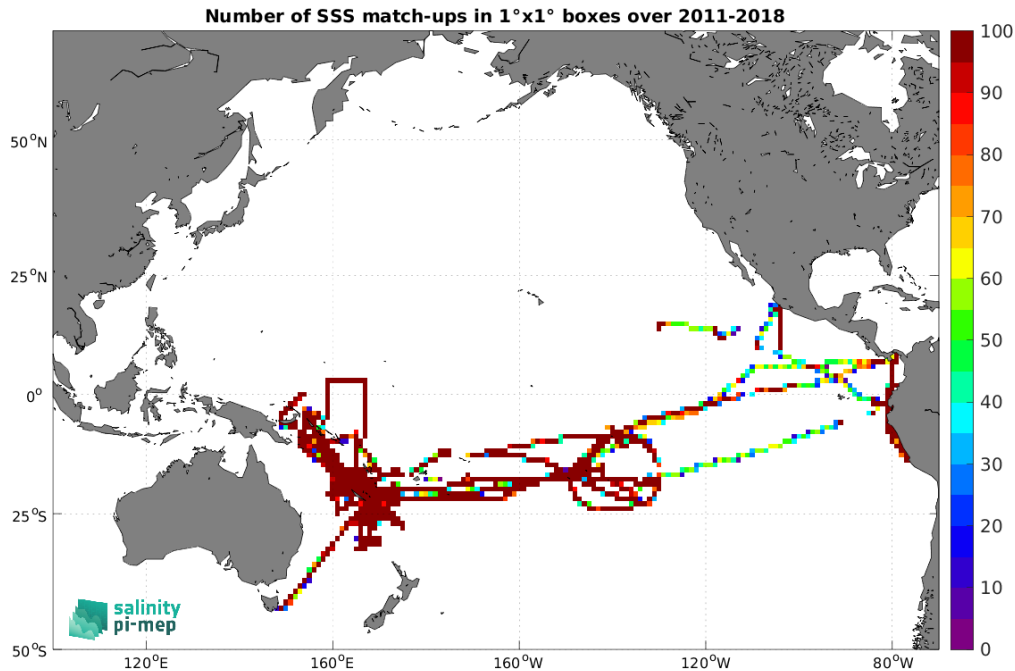 Number of SSS match-ups in 1°x1° boxes over 2011-2018
100
90
80
70
60
50
40
30
20
10
0
50°N
25°N
0°
25°S
50°S
120°E
160°E
160°W
120°W
80°W
salinity
pi-mep